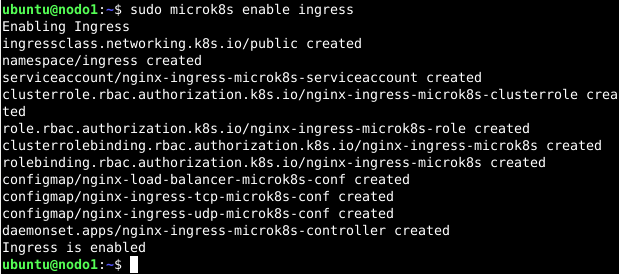 ubuntu@nodo1:~$ sudo microk8s enable ingress
Enabling Ingress
ingressclass.networking.k8s.io/public created
namespace/ingress created
serviceaccount/nginx-ingress-microk8s-serviceaccount created
clusterrole.rbac.authorization.k8s.io/nginx-ingress-microk8s-clusterrole crea
ted
role.rbac.authorization.k8s.io/nginx-ingress-microk8s-role created
clusterrolebinding.rbac.authorization.k8s.io/nginx-ingress-microk8s created
rolebinding.rbac.authorization.k8s.io/nginx-ingress-microk8s created
configmap/nginx-load-balancer-microk8s-conf created
configmap/nginx-ingress-tcp-microk8s-conf created
configmap/nginx-ingress-udp-microk8s-conf created
daemonset.apps/nginx-ingress-microk8s-controller created
Ingress is enabled
ubuntu@nodo1:~$